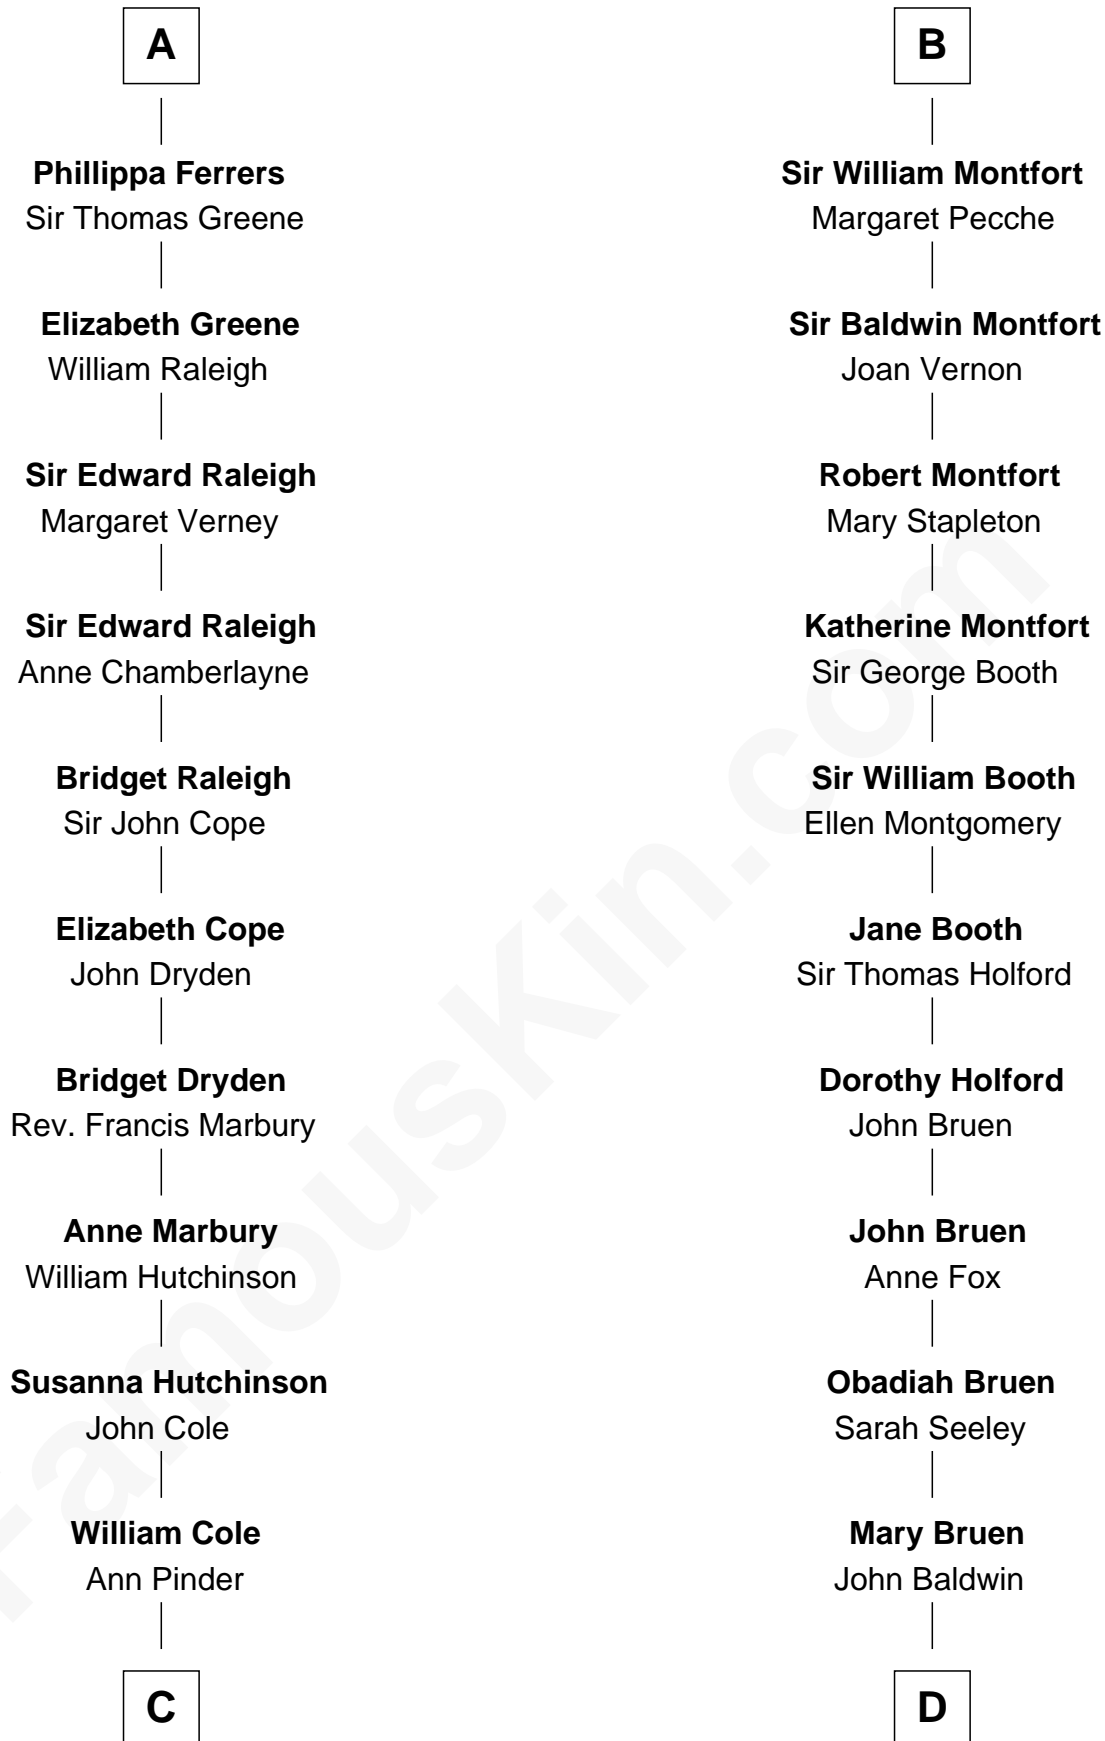 A
Phillippa Ferrers
Sir Thomas Greene
Elizabeth Greene
William Raleigh
Sir Edward Raleigh
Margaret Verney
Sir Edward Raleigh
Anne Chamberlayne
Bridget Raleigh
Sir John Cope
Elizabeth Cope
John Dryden
Bridget Dryden
Rev. Francis Marbury
Anne Marbury
William Hutchinson
Susanna Hutchinson
John Cole
William Cole
Ann Pinder
C
B
Sir William Montfort
Margaret Pecche
Sir Baldwin Montfort
Joan Vernon
Robert Montfort
Mary Stapleton
Katherine Montfort
Sir George Booth
Sir William Booth
Ellen Montgomery
Jane Booth
Sir Thomas Holford
Dorothy Holford
John Bruen
John Bruen
Anne Fox
Obadiah Bruen
Sarah Seeley
Mary Bruen
John Baldwin
D
FamousKin.com